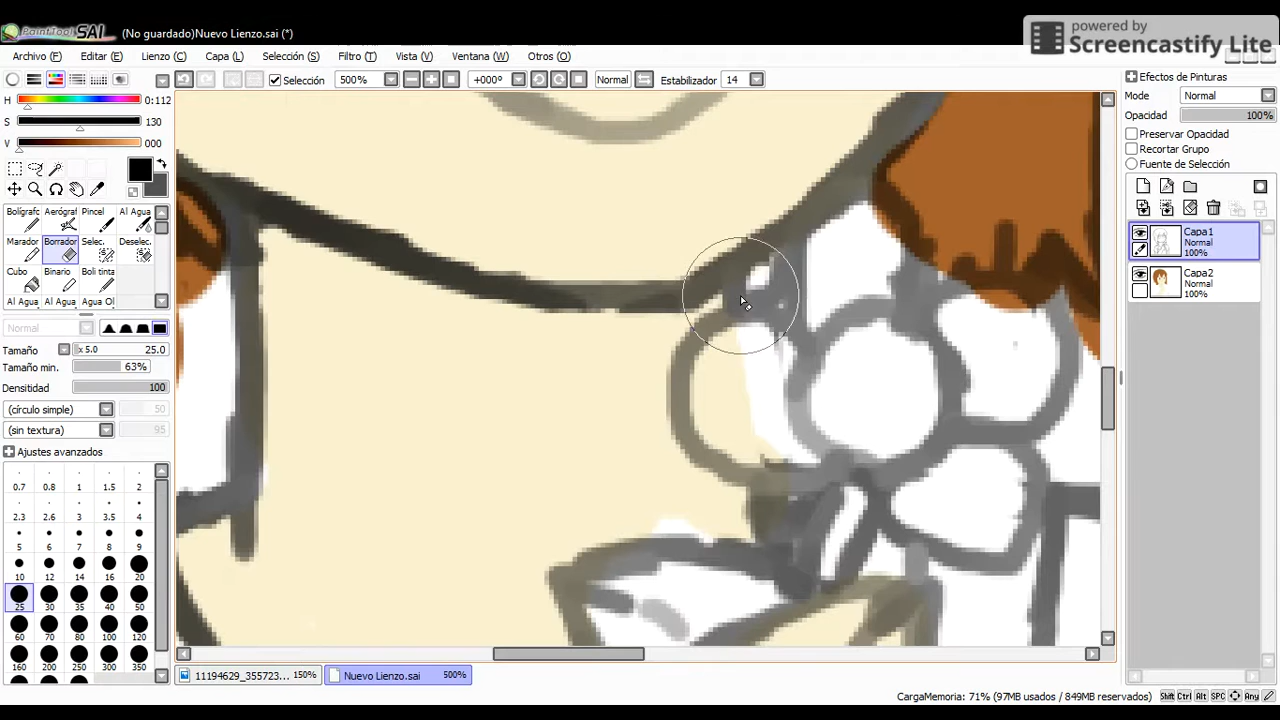 PaintTool SAI (No guardado)Nuevo Lienzo.sai (*)
powered by
Screencastify Lite
Archivo (F) Editar (E) Lienzo (C) Capa (L) Selección (S) Filtro (T) Vista (V) Ventana (W) Otros (O)
Selección 500% +000º Normal Estabilizador 14
H 0:112
S 130
V 000
Bolígrafc Aerógraf Pincel Al Agua
Marador Borrador Selec. Deselec.
Cubo Binario Boli tinta
Al Agua Al Agua Agua Ol
Normal
Tamaño x 5.0 25.0
Tamaño min. 63%
Densidad 100
(círculo simple) 50
(sin textura) 95
Ajustes avanzados
0.7 0.8 1 1.5 2
2.3 2.6 3 3.5 4
5 6 7 8 9
10 12 14 16 20
25 30 35 40 50
60 70 80 100 120
160 200 250 300 350
Efectos de Pinturas
Mode Normal
Opacidad 100%
Preservar Opacidad
Recortar Grupo
Fuente de Selección
Capa1
Normal
100%
Capa2
Normal
100%
11194629_355723... 150% Nuevo Lienzo.sai 500%
CargaMemoria: 71% (97MB usados / 849MB reservados) Shift Ctrl Alt SPC Any